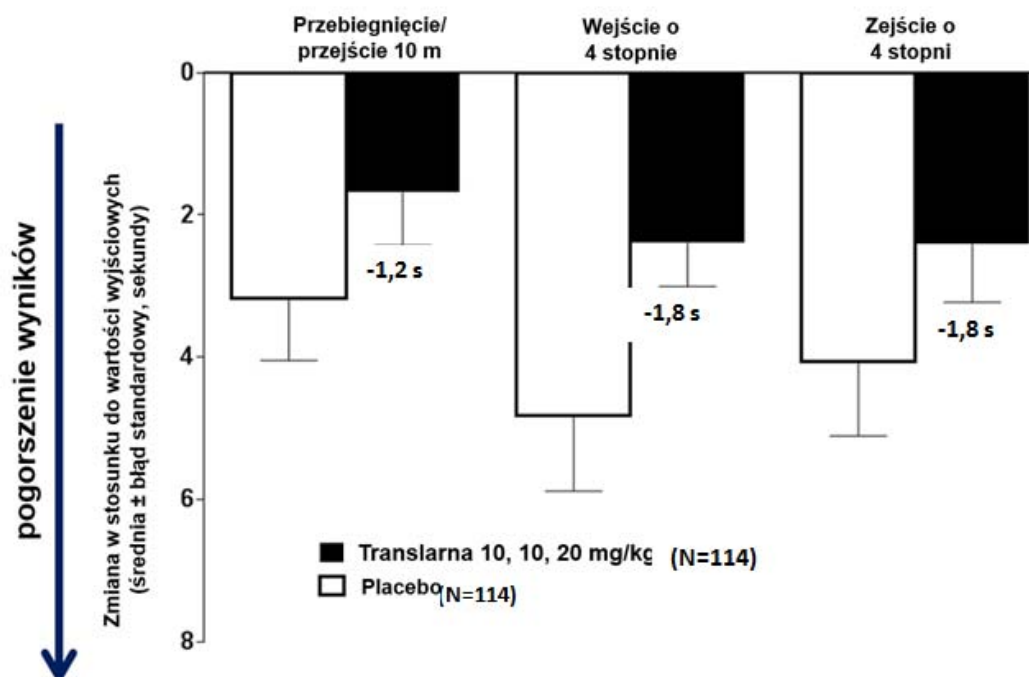 Przebiegnięcie/
przejście 10 m
Wejście o
4 stopnie
Zejście o
4 stopni
0
2
4
6
8
pogorszenie wyników
Zmiana w stosunku do wartości wyjściowych
(średnia ± błąd standardowy, sekundy)
-1,2 s
-1,8 s
-1,8 s
Translarna 10, 10, 20 mg/kg (N=114)
Placebo (N=114)